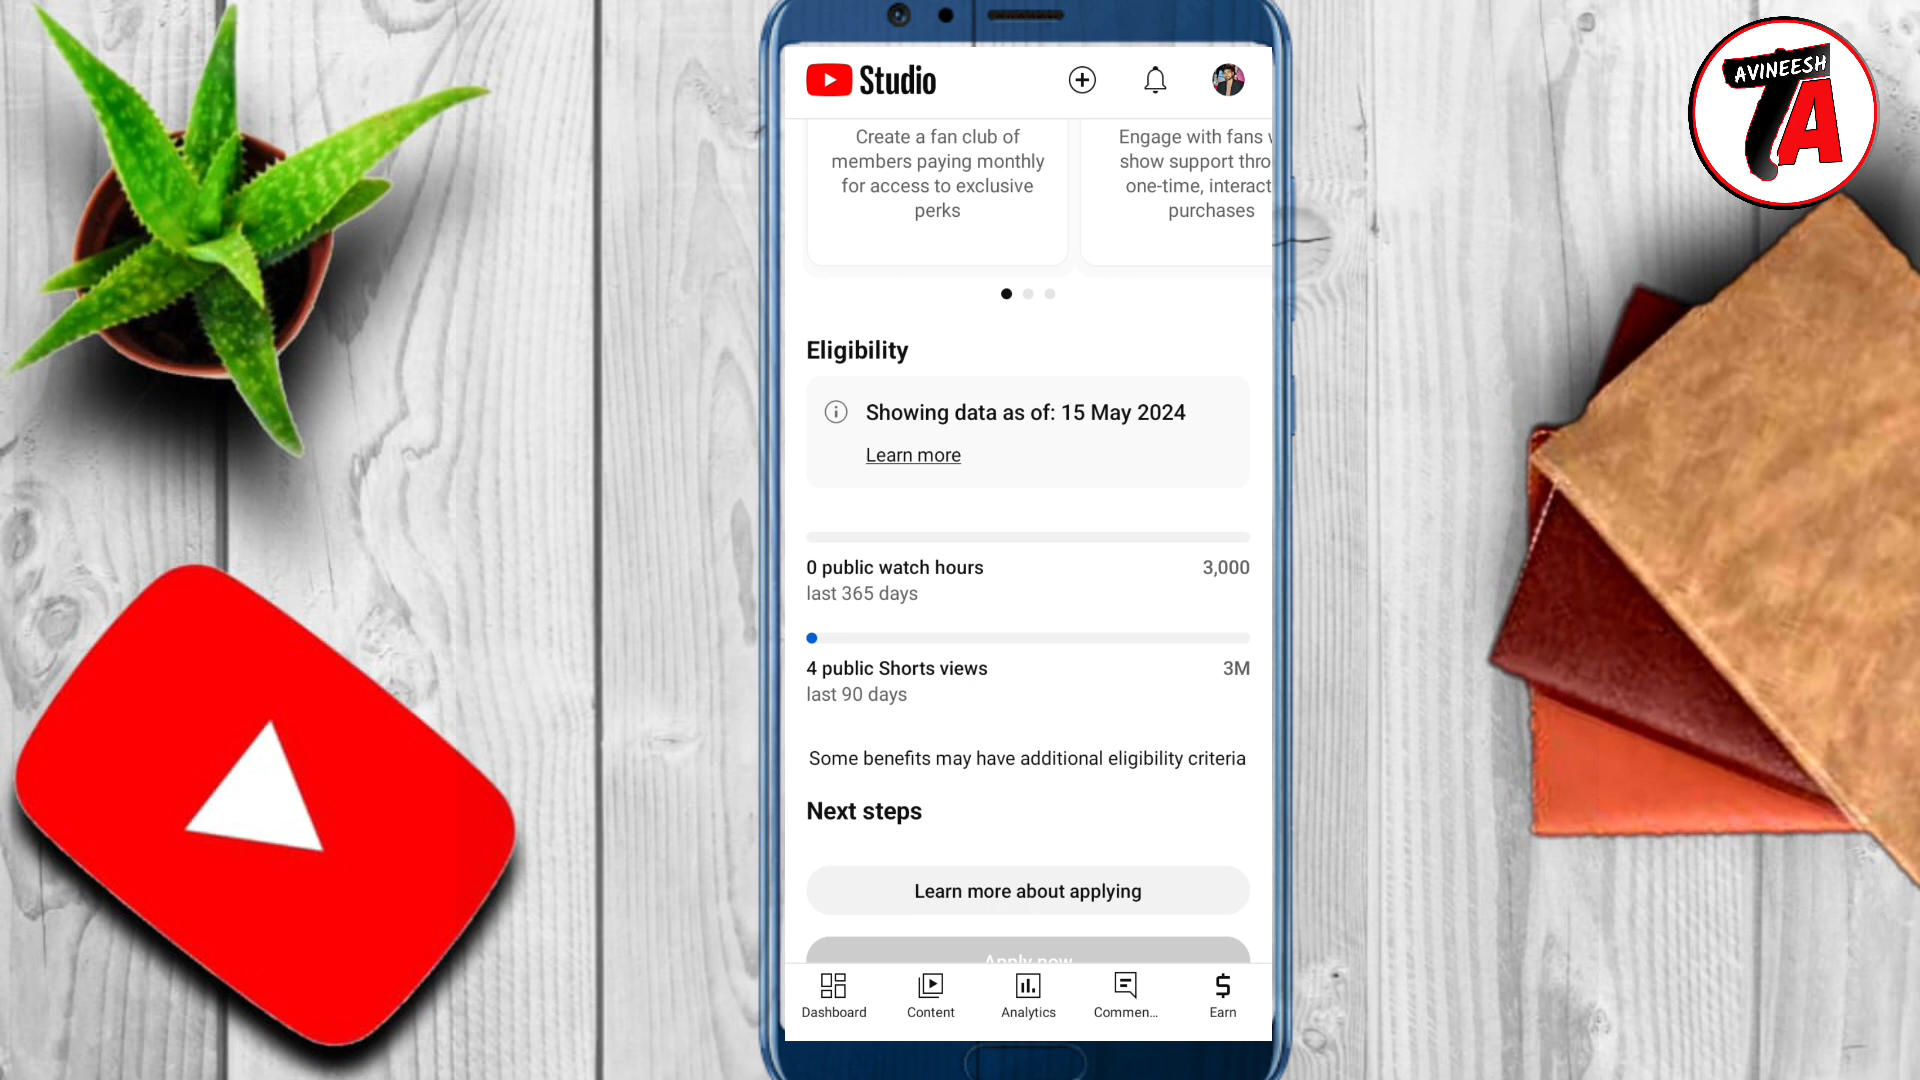 AVINEESH
TA
Studio
Create a fan club of
members paying monthly
for access to exclusive
perks
Engage with fans
show support thro
one-time, interact
purchases
Eligibility
Showing data as of: 15 May 2024
Learn more
0 public watch hours 3,000
last 365 days
4 public Shorts views 3M
last 90 days
Some benefits may have additional eligibility criteria
Next steps
Learn more about applying
Apply now
Dashboard Content Analytics Commen... Earn